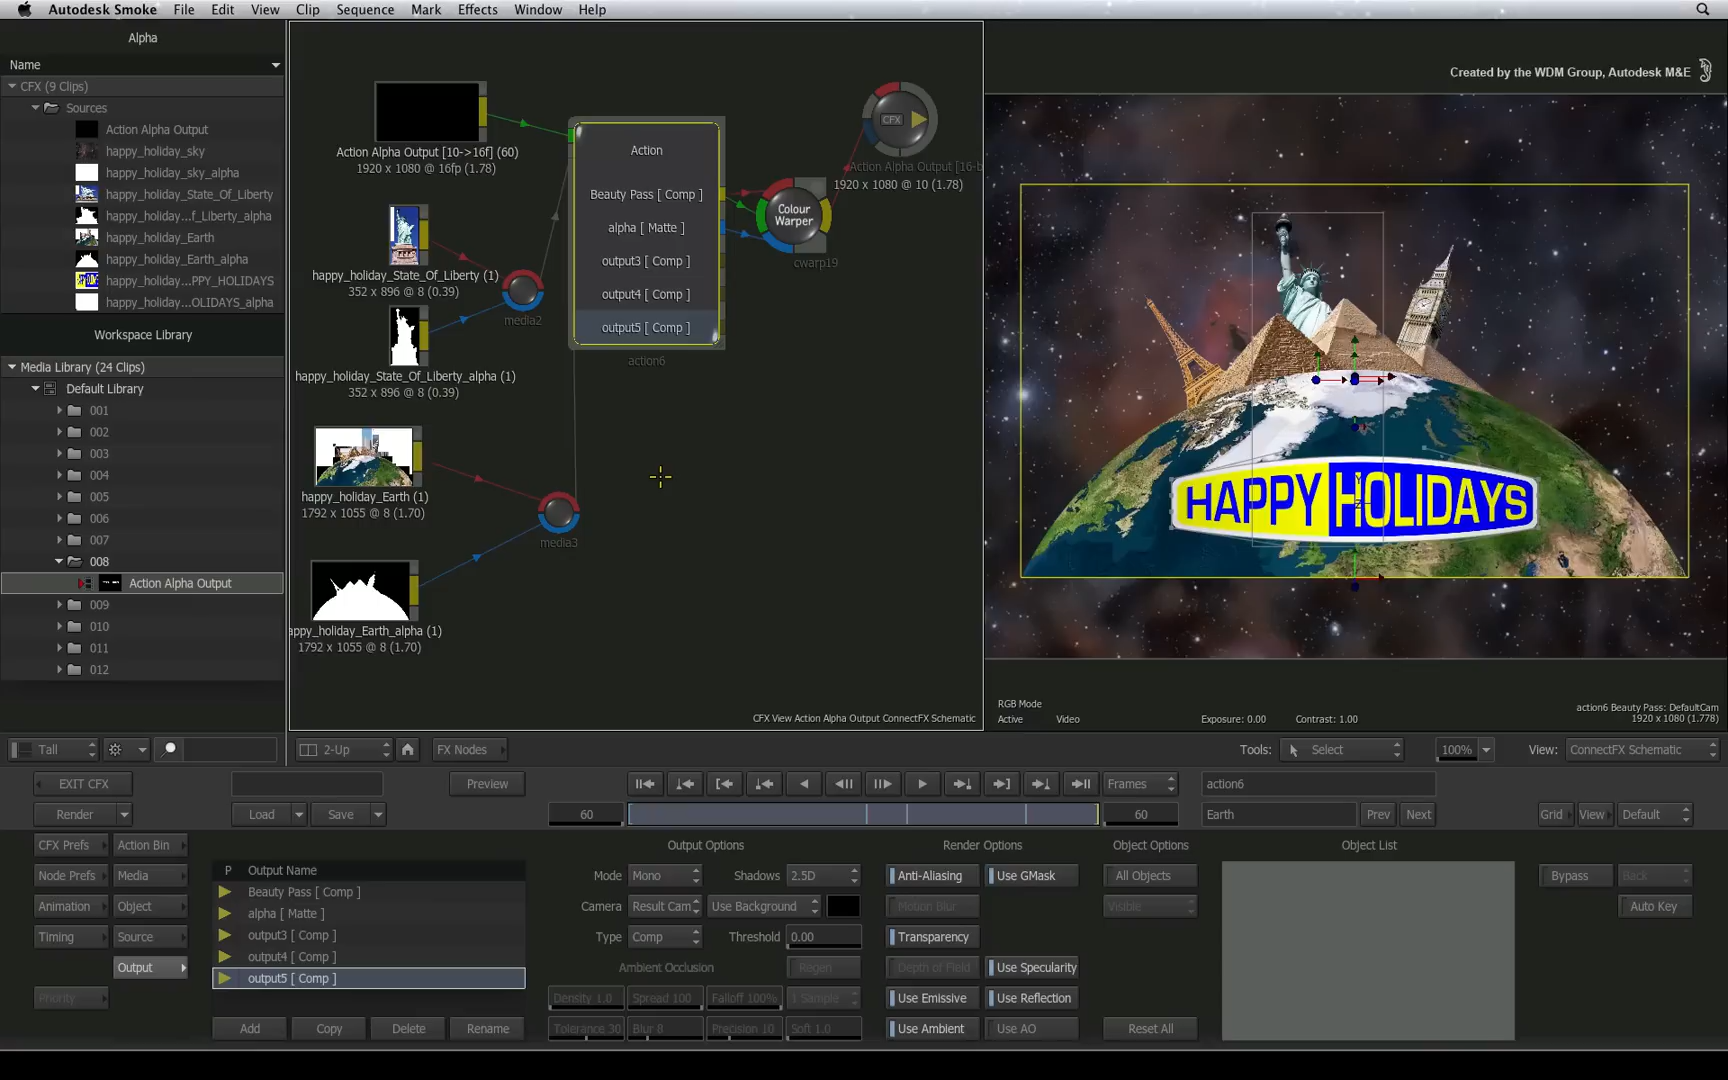 Autodesk Smoke File Edit View Clip Sequence Mark Effects Window Help
Alpha
Name
CFX (9 Clips)
Sources
Action Alpha Output
happy_holiday_sky
happy_holiday_sky_alpha
happy_holiday_State_Of_Liberty
happy_holiday...f_Liberty_alpha
happy_holiday_Earth
happy_holiday_Earth_alpha
happy_holiday...PPY_HOLIDAYS
happy_holiday...OLIDAYS_alpha
Workspace Library
Media Library (24 Clips)
Default Library
001
002
003
004
005
006
007
008
Action Alpha Output
009
010
011
012
Action Alpha Output [10->16f] (60)
1920 x 1080 @ 16fp (1.78)
happy_holiday_State_Of_Liberty (1)
352 x 896 @ 8 (0.39)
media2
happy_holiday_State_Of_Liberty_alpha (1)
352 x 896 @ 8 (0.39)
happy_holiday_Earth (1)
1792 x 1055 @ 8 (1.70)
media3
appy_holiday_Earth_alpha (1)
1792 x 1055 @ 8 (1.70)
Action
Beauty Pass [ Comp ]
alpha [ Matte ]
output3 [ Comp ]
output4 [ Comp ]
output5 [ Comp ]
action6
Colour
Warper
cwarp19
CFX
Action Alpha Output [16-b
1920 x 1080 @ 10 (1.78)
CFX View Action Alpha Output ConnectFX Schematic
Created by the WDM Group, Autodesk M&E
HAPPY HOLIDAYS
RGB Mode
Active Video Exposure: 0.00 Contrast: 1.00
action6 Beauty Pass: DefaultCam
1920 x 1080 (1.778)
Tall 2-Up FX Nodes Tools: Select 100% View: ConnectFX Schematic
EXIT CFX Preview Frames action6
Render Load Save 60 60 Earth Prev Next Grid View Default
CFX Prefs Action Bin
Node Prefs Media
Animation Object
Timing Source
Output
Priority
P Output Name
Beauty Pass [ Comp ]
alpha [ Matte ]
output3 [ Comp ]
output4 [ Comp ]
output5 [ Comp ]
Add Copy Delete Rename
Output Options
Mode Mono Shadows 2.5D
Camera Result Cam Use Background
Type Comp Threshold 0.00
Ambient Occlusion Regen
Density 1.0 Spread 100 Falloff 100% 1 Sample
Tolerance 30 Blur 8 Precision 10 Soft 1.0
Render Options
Anti-Aliasing Use GMask
Motion Blur
Transparency
Depth of Field Use Specularity
Use Emissive Use Reflection
Use Ambient Use AO
Object Options
All Objects
Visible
Reset All
Object List
Bypass Back
Auto Key